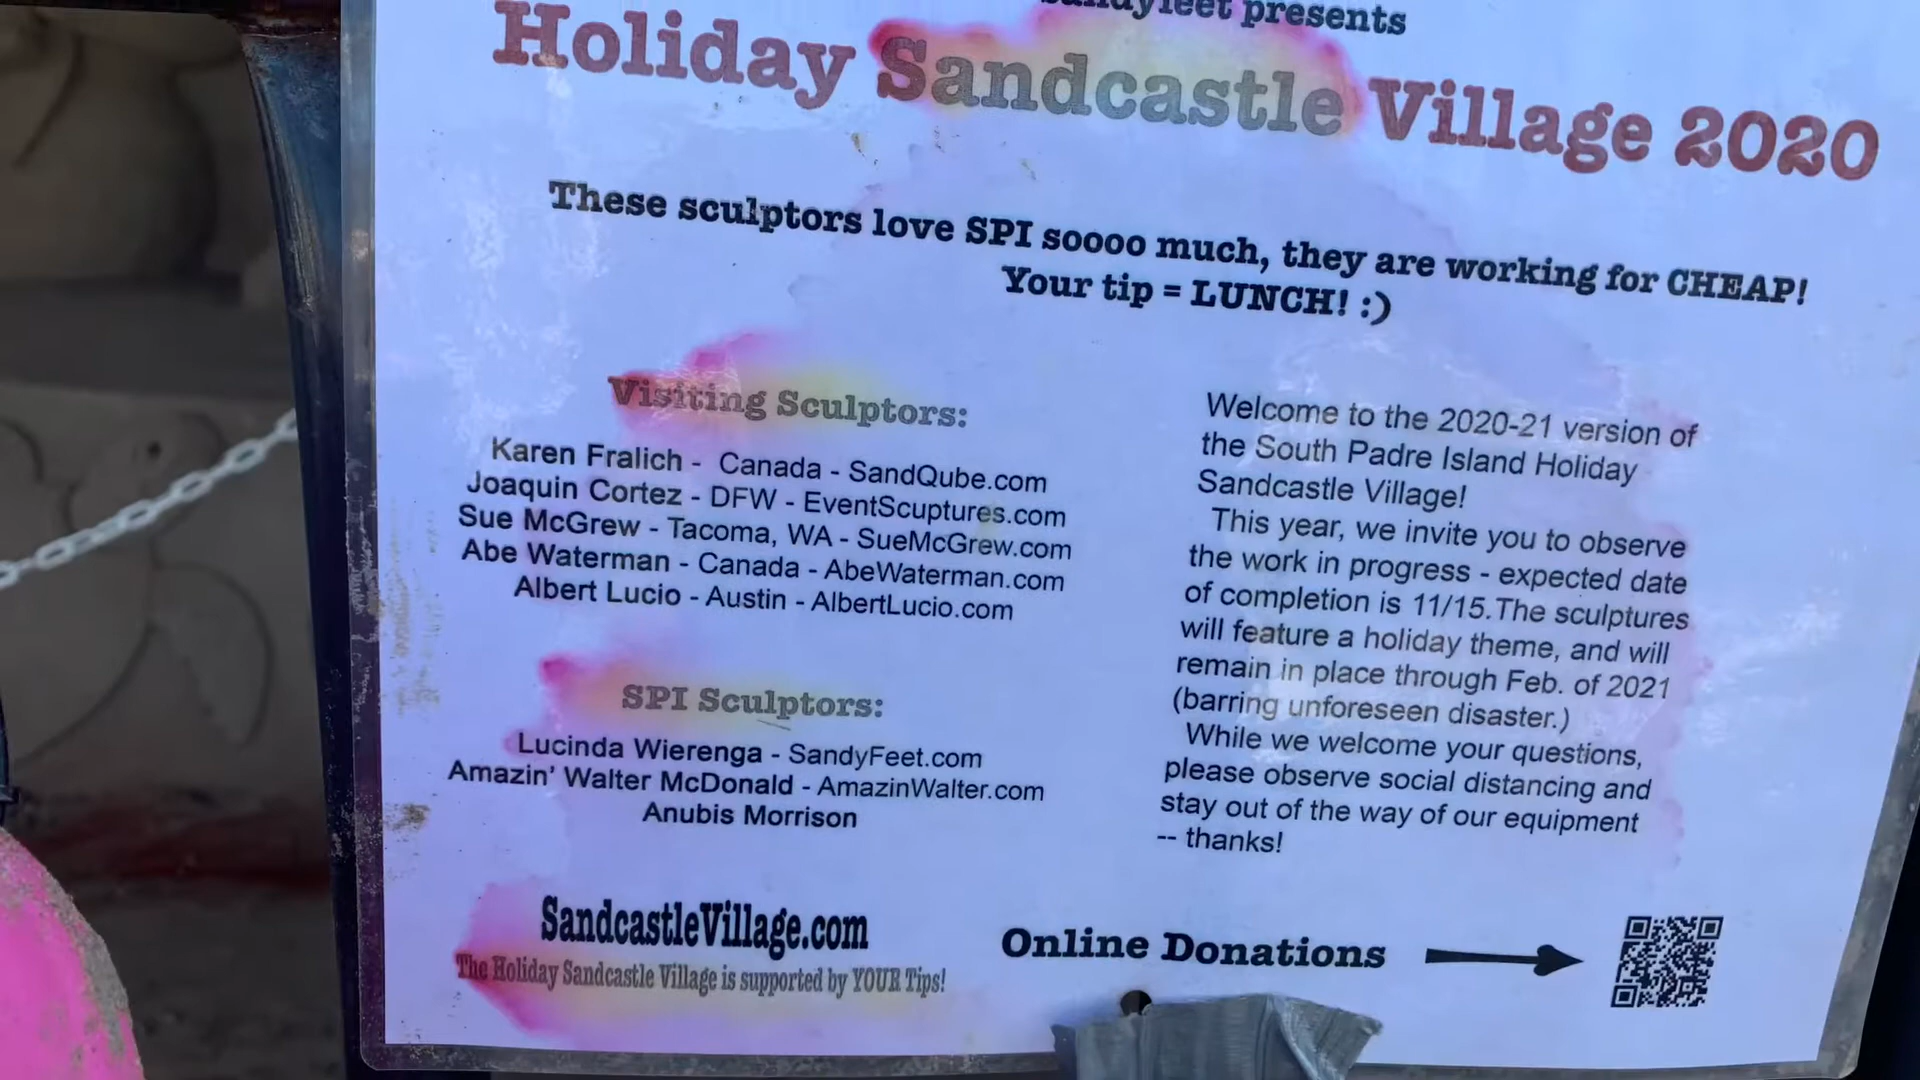 sandyfeet presents
Holiday Sandcastle Village 2020
These sculptors love SPI soooo much, they are working for CHEAP!
Your tip = LUNCH! :)
Visiting Sculptors:
Karen Fralich - Canada - SandQube.com
Joaquin Cortez - DFW - EventScuptures.com
Sue McGrew - Tacoma, WA - SueMcGrew.com
Abe Waterman - Canada - AbeWaterman.com
Albert Lucio - Austin - AlbertLucio.com
SPI Sculptors:
Lucinda Wierenga - SandyFeet.com
Amazin' Walter McDonald - AmazinWalter.com
Anubis Morrison
Welcome to the 2020-21 version of
the South Padre Island Holiday
Sandcastle Village!
This year, we invite you to observe
the work in progress - expected date
of completion is 11/15.The sculptures
will feature a holiday theme, and will
remain in place through Feb. of 2021
(barring unforeseen disaster.)
While we welcome your questions,
please observe social distancing and
stay out of the way of our equipment
-- thanks!
SandcastleVillage.com
The Holiday Sandcastle Village is supported by YOUR Tips!
Online Donations